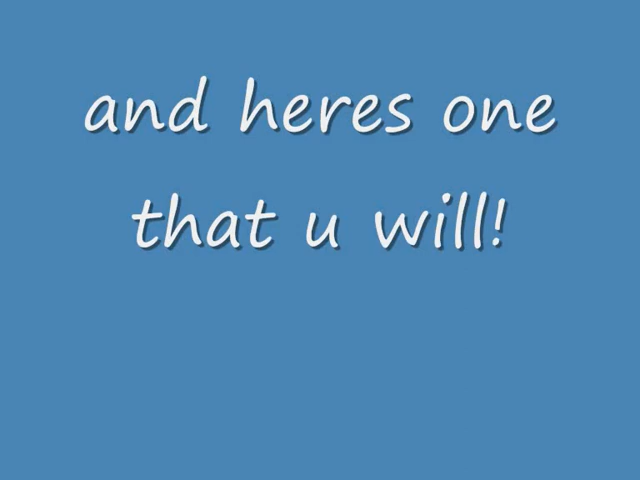 and heres one
that u will!